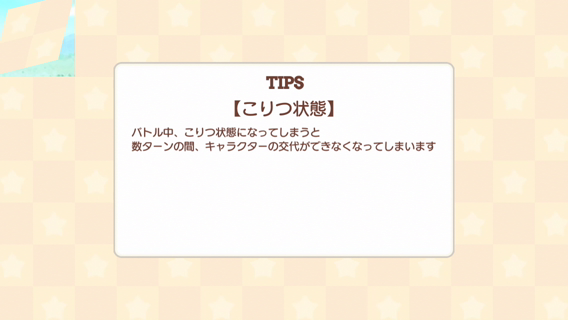 TIPS
【こりつ状態】
バトル中、こりつ状態になってしまうと
数ターンの間、キャラクターの交代ができなくなってしまいます